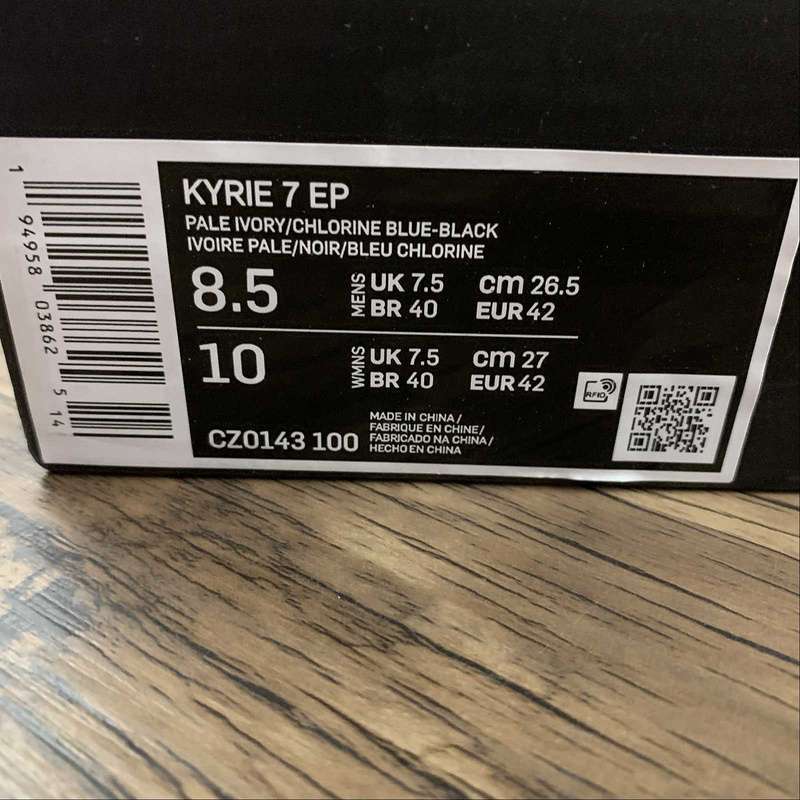 KYRIE 7 EP
PALE IVORY/CHLORINE BLUE-BLACK
IVOIRE PALE/NOIR/BLEU CHLORINE
8.5 MENS UK 7.5 cm 26.5
BR 40 EUR 42
10 WMNS UK 7.5 cm 27
BR 40 EUR 42
CZ0143 100
MADE IN CHINA /
FABRIQUE EN CHINE/
FABRICADO NA CHINA/
HECHO EN CHINA
RFID
1 94958 03862 5 14